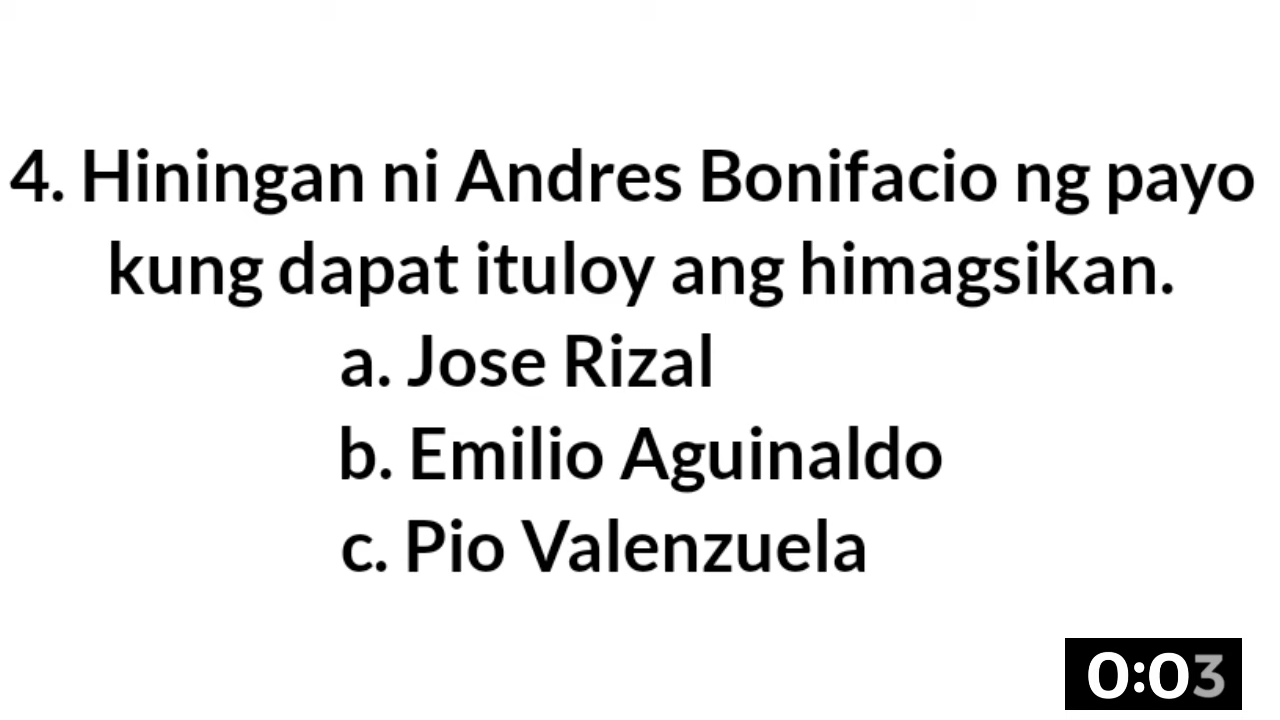 4. Hiningan ni Andres Bonifacio ng payo
kung dapat ituloy ang himagsikan.
a. Jose Rizal
b. Emilio Aguinaldo
c. Pio Valenzuela
0:03